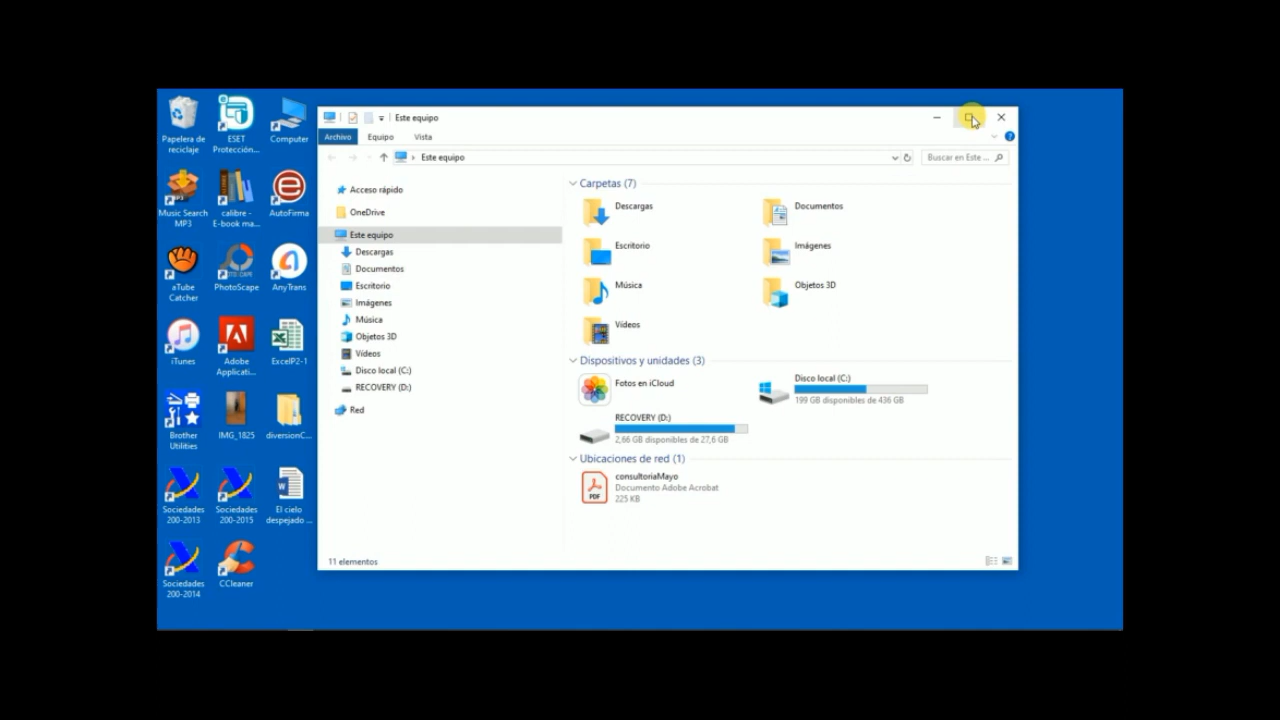 Papelera de
reciclaje
ESET
Protección...
Computer
Music Search
MP3
calibre -
E-book ma...
AutoFirma
aTube
Catcher
PhotoScape
AnyTrans
iTunes
Adobe
Applicati...
ExcelP2-1
Brother
Utilities
IMG_1825
diversionC...
Sociedades
200-2013
Sociedades
200-2015
El cielo
despejado ...
Sociedades
200-2014
CCleaner
Este equipo
Archivo
Equipo
Vista
Este equipo
Buscar en Este ...
Acceso rápido
OneDrive
Este equipo
Descargas
Documentos
Escritorio
Imágenes
Música
Objetos 3D
Vídeos
Disco local (C:)
RECOVERY (D:)
Red
Carpetas (7)
Descargas
Documentos
Escritorio
Imágenes
Música
Objetos 3D
Vídeos
Dispositivos y unidades (3)
Fotos en iCloud
Disco local (C:)
199 GB disponibles de 436 GB
RECOVERY (D:)
2,66 GB disponibles de 27,6 GB
Ubicaciones de red (1)
PDF
consultoriaMayo
Documento Adobe Acrobat
225 KB
11 elementos